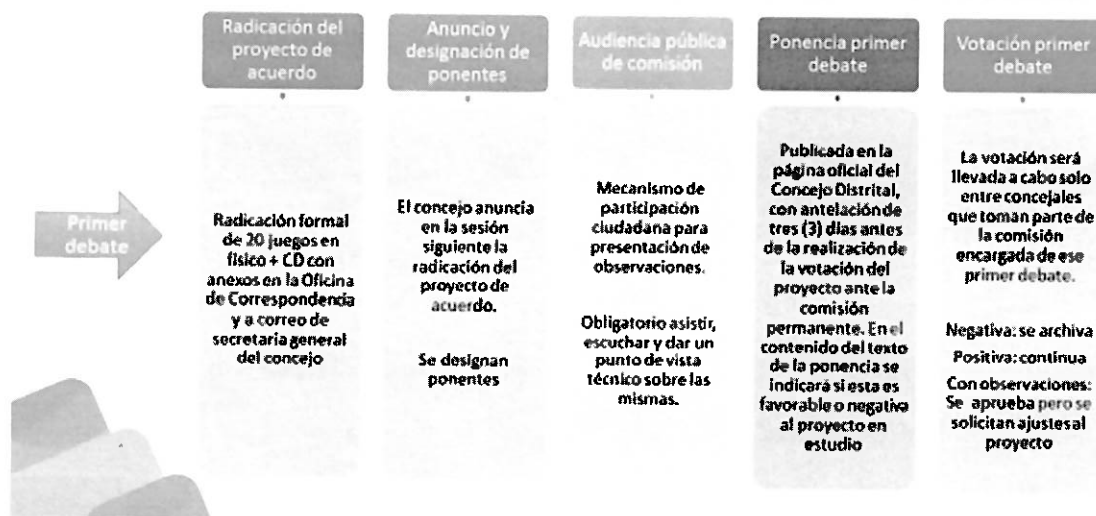 Primer
debate
Radicación del
proyecto de
acuerdo
Radicación formal
de 20 juegos en
físico + CD con
anexos en la Oficina
de Correspondencia
y a correo de
secretaria general
del concejo
Anuncio y
designación de
ponentes
El concejo anuncia
en la sesión
siguiente la
radicación del
proyecto de
acuerdo.
Se designan
ponentes
Audiencia pública
de comisión
Mecanismo de
participación
ciudadana para
presentación de
observaciones.
Obligatorio asistir,
escuchar y dar un
punto de vista
técnico sobre las
mismas.
Ponencia primer
debate
Publicada en la
página oficial del
Concejo Distrital,
con antelación de
tres (3) días antes
de la realización de
la votación del
proyecto ante la
comisión
permanente. En el
contenido del texto
de la ponencia se
indicará si esta es
favorable o negativa
al proyecto en
estudio
Votación primer
debate
La votación será
llevada a cabo solo
entre concejales
que toman parte de
la comisión
encargada de ese
primer debate.
Negativa: se archiva
Positiva: continua
Con observaciones:
Se aprueba pero se
solicitan ajustes al
proyecto